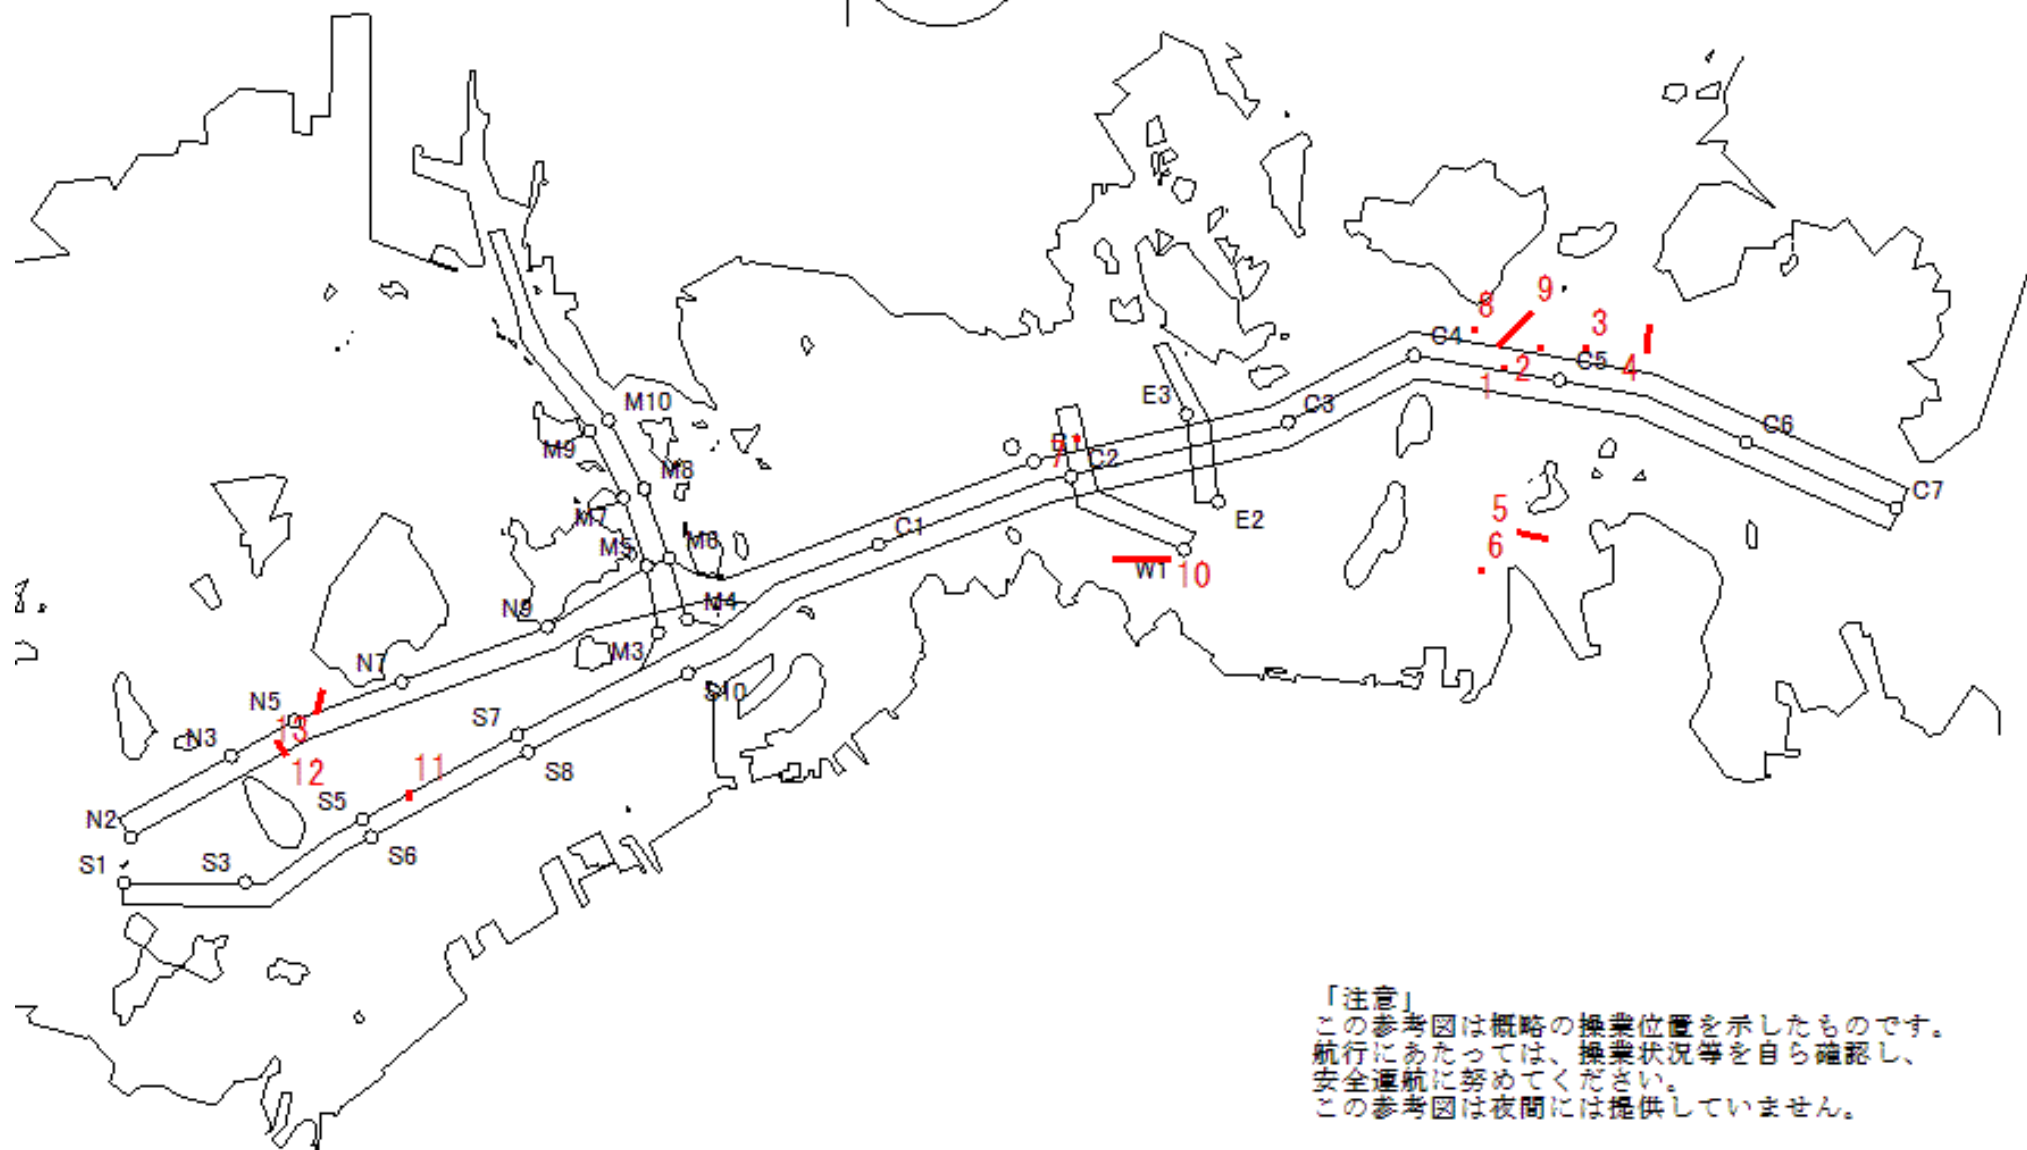 8
9
C4
3
C5
2
4
1
M10
E3
C3
C6
M9
B1
7
C2
M8
C7
M7
C1
E2
5
M5
M6
6
W1
10
N9
M4
M3
N7
S10
N5
13
N3
S7
12
11
S8
S5
N2
S6
S1
S3
「注意」
この参考図は概略の操業位置を示したものです。
航行にあたっては、操業状況等を自ら確認し、
安全運航に努めてください。
この参考図は夜間には提供していません。